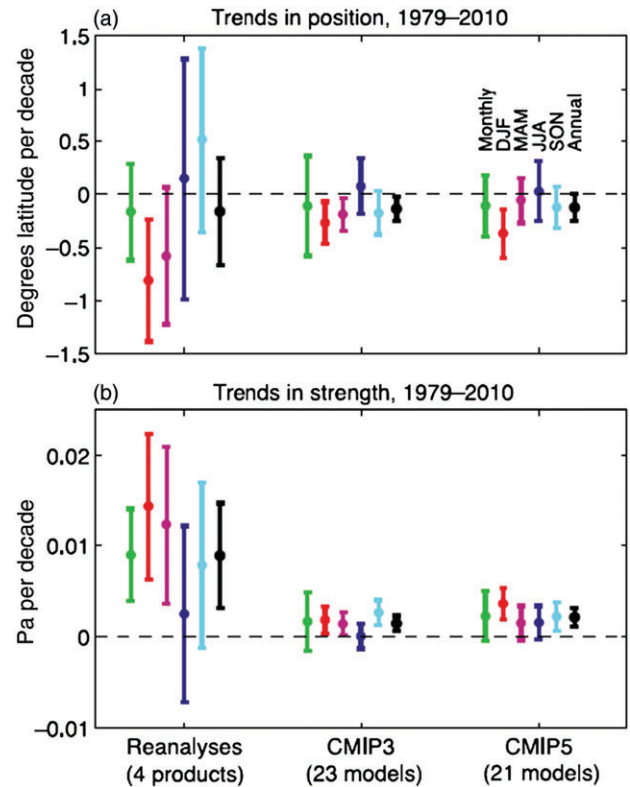 (a) Trends in position, 1979–2010
Degrees latitude per decade
1.5
1
0.5
0
−0.5
−1
−1.5
Monthly
DJF
MAM
JJA
SON
Annual
(b) Trends in strength, 1979–2010
Pa per decade
0.02
0.01
0
−0.01
Reanalyses CMIP3 CMIP5
(4 products) (23 models) (21 models)